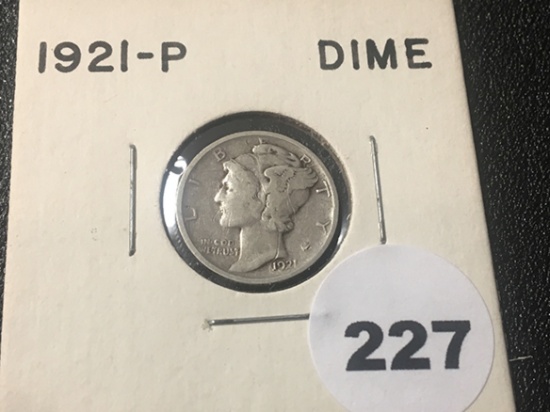 1921-P DIME
LIBERTY
IN GOD
WE TRUST
1921
227